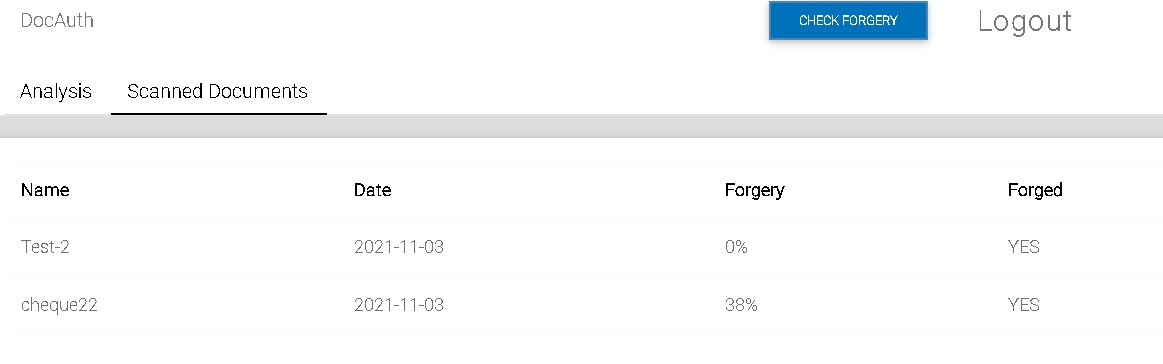 DocAuth CHECK FORGERY Logout
Analysis Scanned Documents
Name Date Forgery Forged
Test-2 2021-11-03 0% YES
cheque22 2021-11-03 38% YES